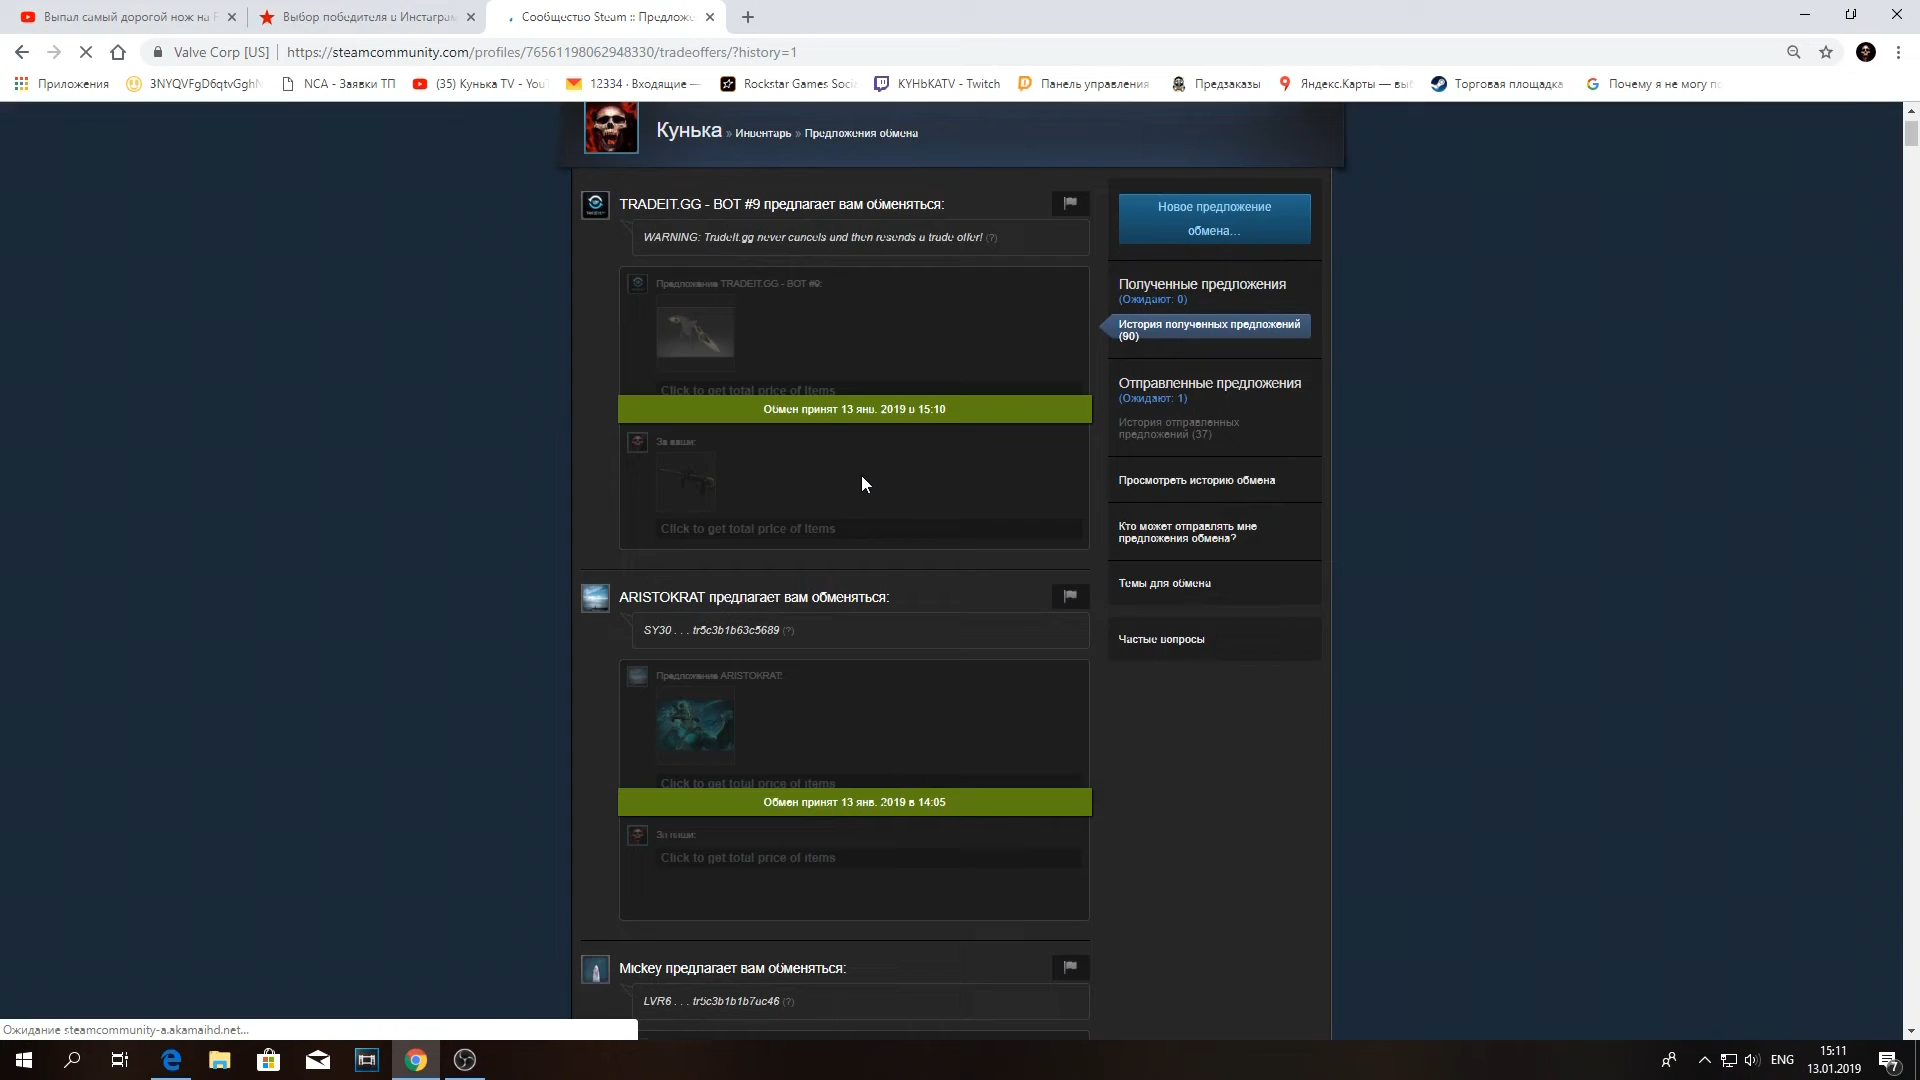 Выпал самый дорогой нож на
Выбор победителя в Инстаграм
Сообщество Steam :: Предложе
Valve Corp [US] | https://steamcommunity.com/profiles/76561198062948330/tradeoffers/?history=1
Приложения
3NYQVFgD6qtvGgh
NCA - Заявки ТП
(35) Кунька TV - You
12334 · Входящие —
Rockstar Games Socia
KYHbKATV - Twitch
Панель управления
Предзаказы
Яндекс.Карты — выб
Торговая площадка
Почему я не могу по
Кунька » Инвентарь » Предложения обмена
TRADEIT.GG - BOT #9 предлагает вам обменяться:
WARNING: TradeIt.gg never cancels and then resends a trade offer! (?)
Предложение TRADEIT.GG - BOT #9:
Click to get total price of items
Обмен принят 13 янв. 2019 в 15:10
За ваши:
Click to get total price of items
ARISTOKRAT предлагает вам обменяться:
SY30 . . . tr5c3b1b63c5689 (?)
Предложение ARISTOKRAT:
Click to get total price of items
Обмен принят 13 янв. 2019 в 14:05
За ваши:
Click to get total price of items
Mickey предлагает вам обменяться:
LVR6 . . . tr5c3b1b1b7ac46 (?)
Новое предложение
обмена...
Полученные предложения
(Ожидают: 0)
История полученных предложений
(90)
Отправленные предложения
(Ожидают: 1)
История отправленных
предложений (37)
Просмотреть историю обмена
Кто может отправлять мне
предложения обмена?
Темы для обмена
Частые вопросы
Ожидание steamcommunity-a.akamaihd.net...
ENG
15:11
13.01.2019
7